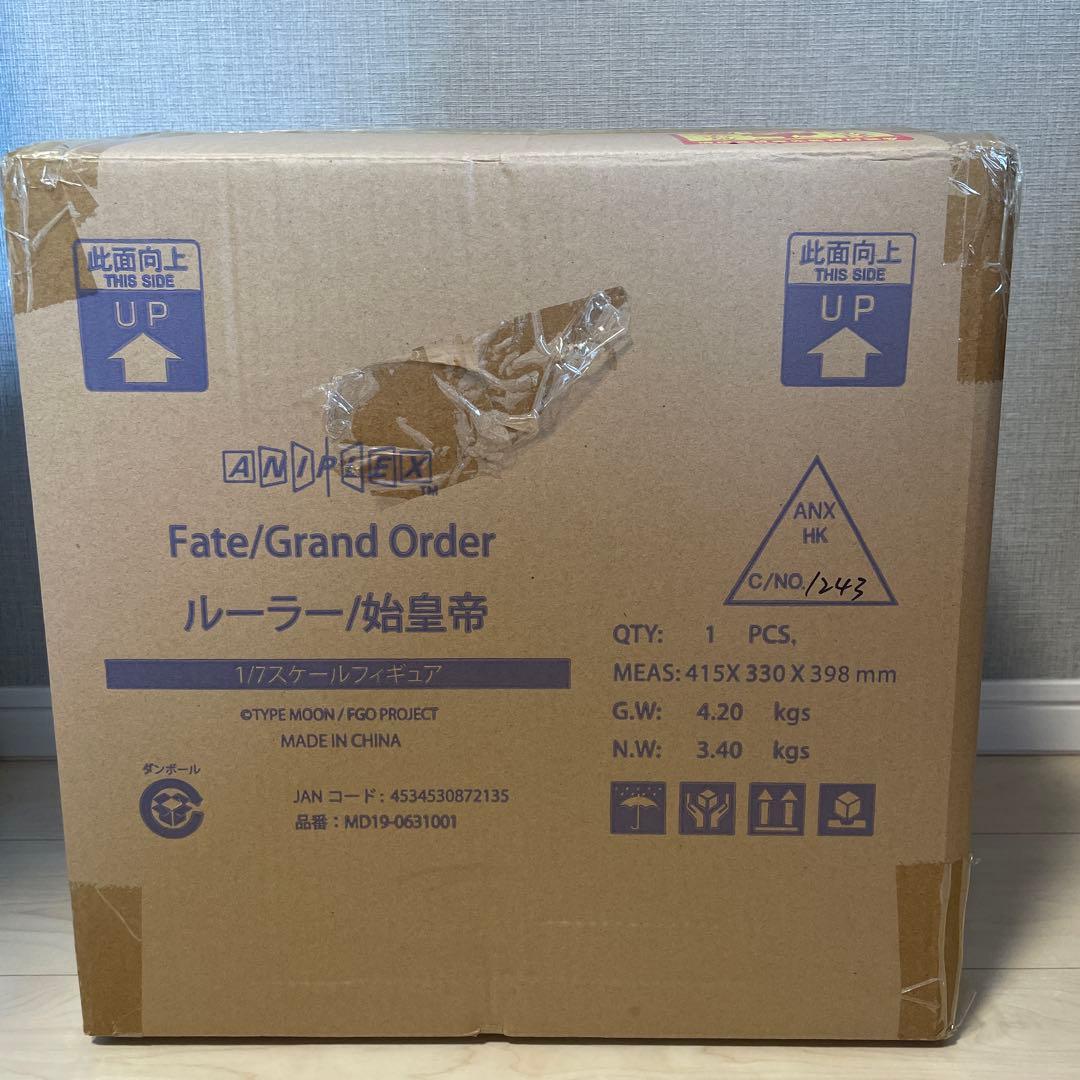 此面向上
THIS SIDE
UP
此面向上
THIS SIDE
UP
ANIPLEX™
Fate/Grand Order
ルーラー/始皇帝
1/7スケールフィギュア
©TYPE MOON / FGO PROJECT
MADE IN CHINA
ダンボール
JAN コード : 4534530872135
品番：MD19-0631001
ANX
HK
C/NO. 1243
QTY: 1 PCS,
MEAS: 415X 330 X 398 mm
G.W: 4.20 kgs
N.W: 3.40 kgs